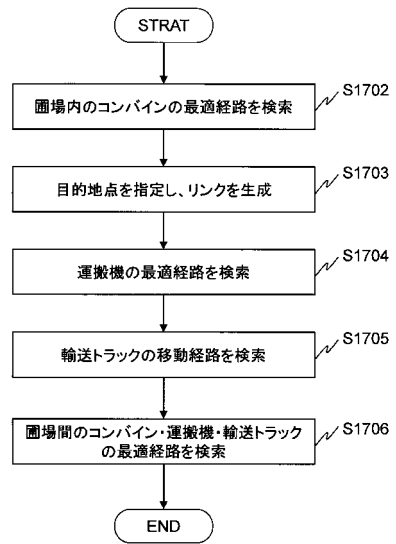 STRAT
圃場内のコンバインの最適経路を検索
S1702
目的地点を指定し、リンクを生成
S1703
運搬機の最適経路を検索
S1704
輸送トラックの移動経路を検索
S1705
圃場間のコンバイン・運搬機・輸送トラック
の最適経路を検索
S1706
END